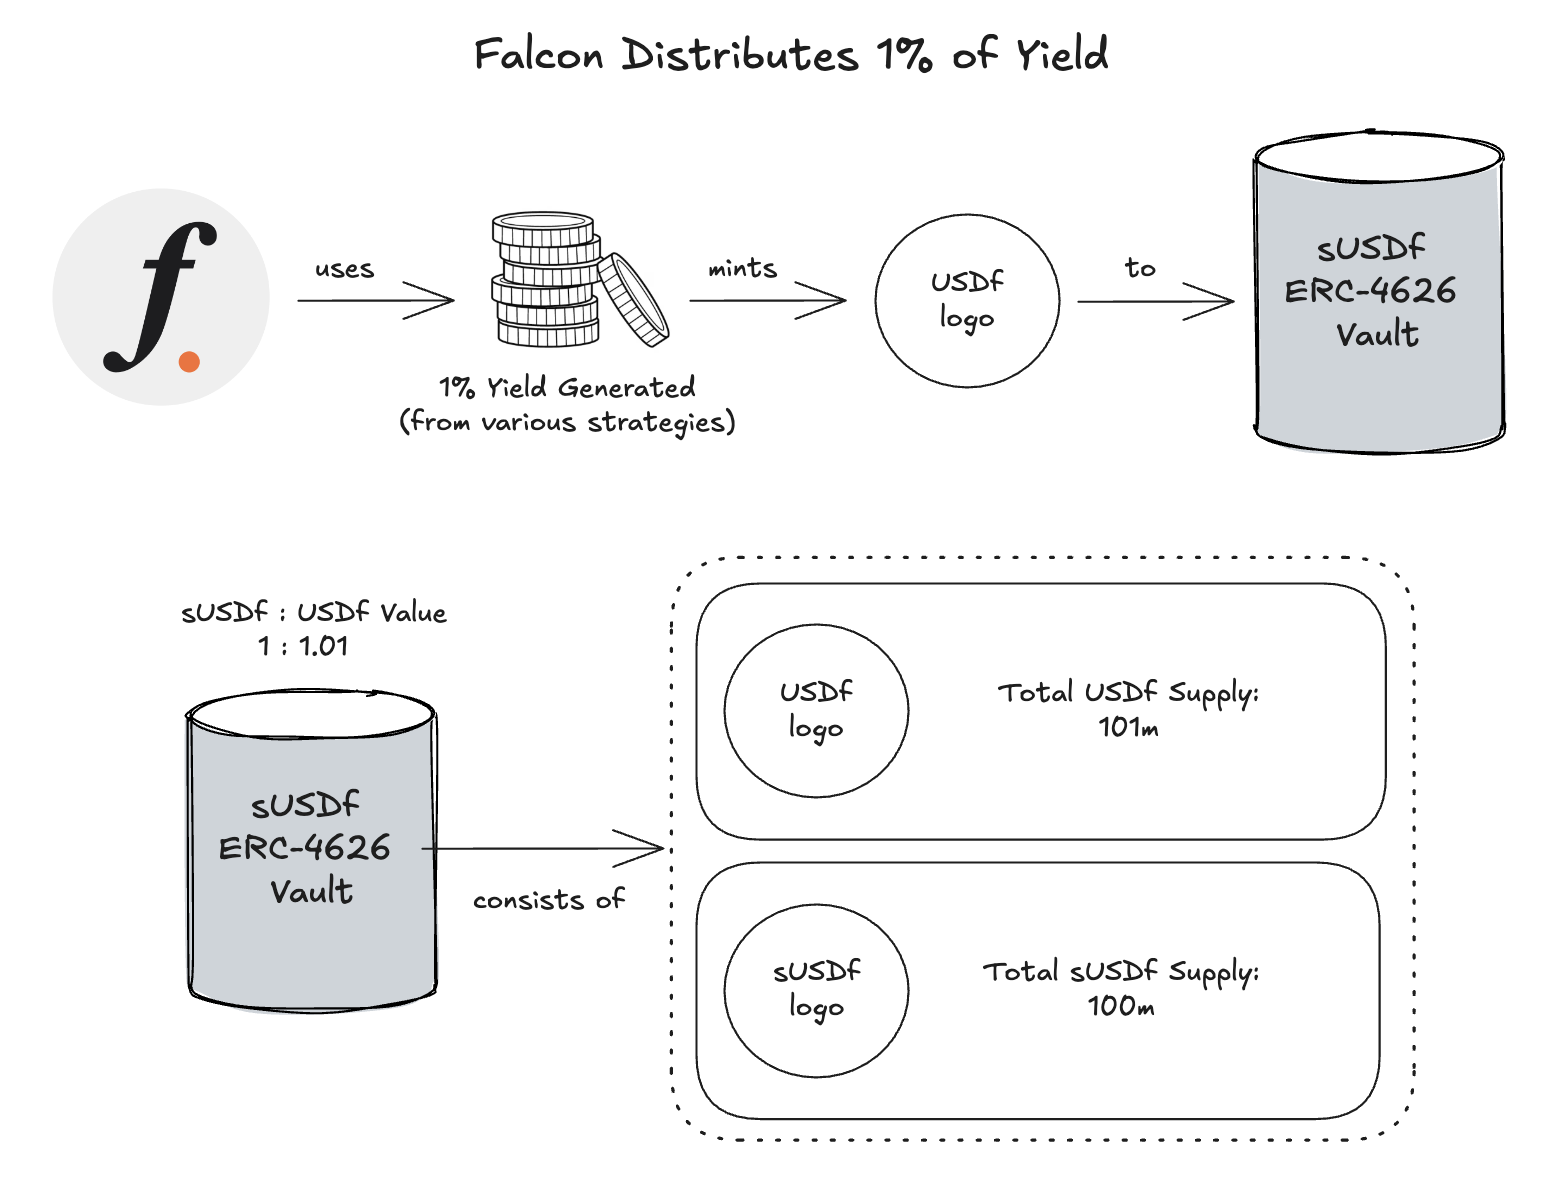 Falcon Distributes 1% of Yield
f.
uses
mints
to
USDf
logo
sUSDf
ERC-4626
Vault
1% Yield Generated
(from various strategies)
sUSDf : USDf Value
1 : 1.01
sUSDf
ERC-4626
Vault
consists of
USDf
logo
Total USDf Supply:
101m
sUSDf
logo
Total sUSDf Supply:
100m